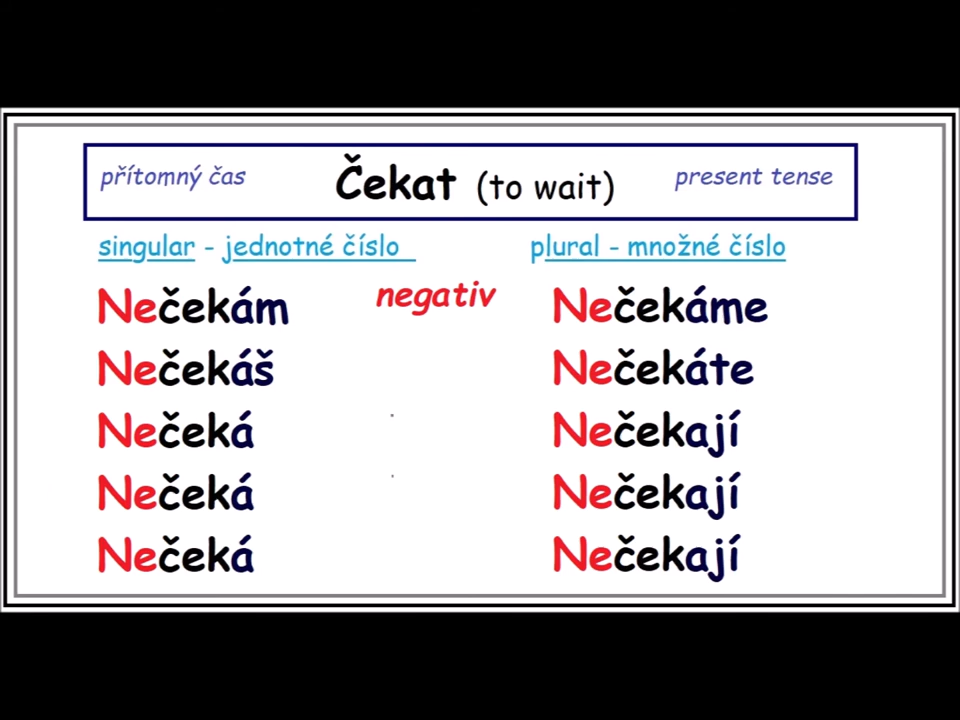 přítomný čas Čekat (to wait) present tense
singular - jednotné číslo plural - množné číslo
negativ
Nečekám Nečekáme
Nečekáš Nečekáte
Nečeká Nečekají
Nečeká Nečekají
Nečeká Nečekají